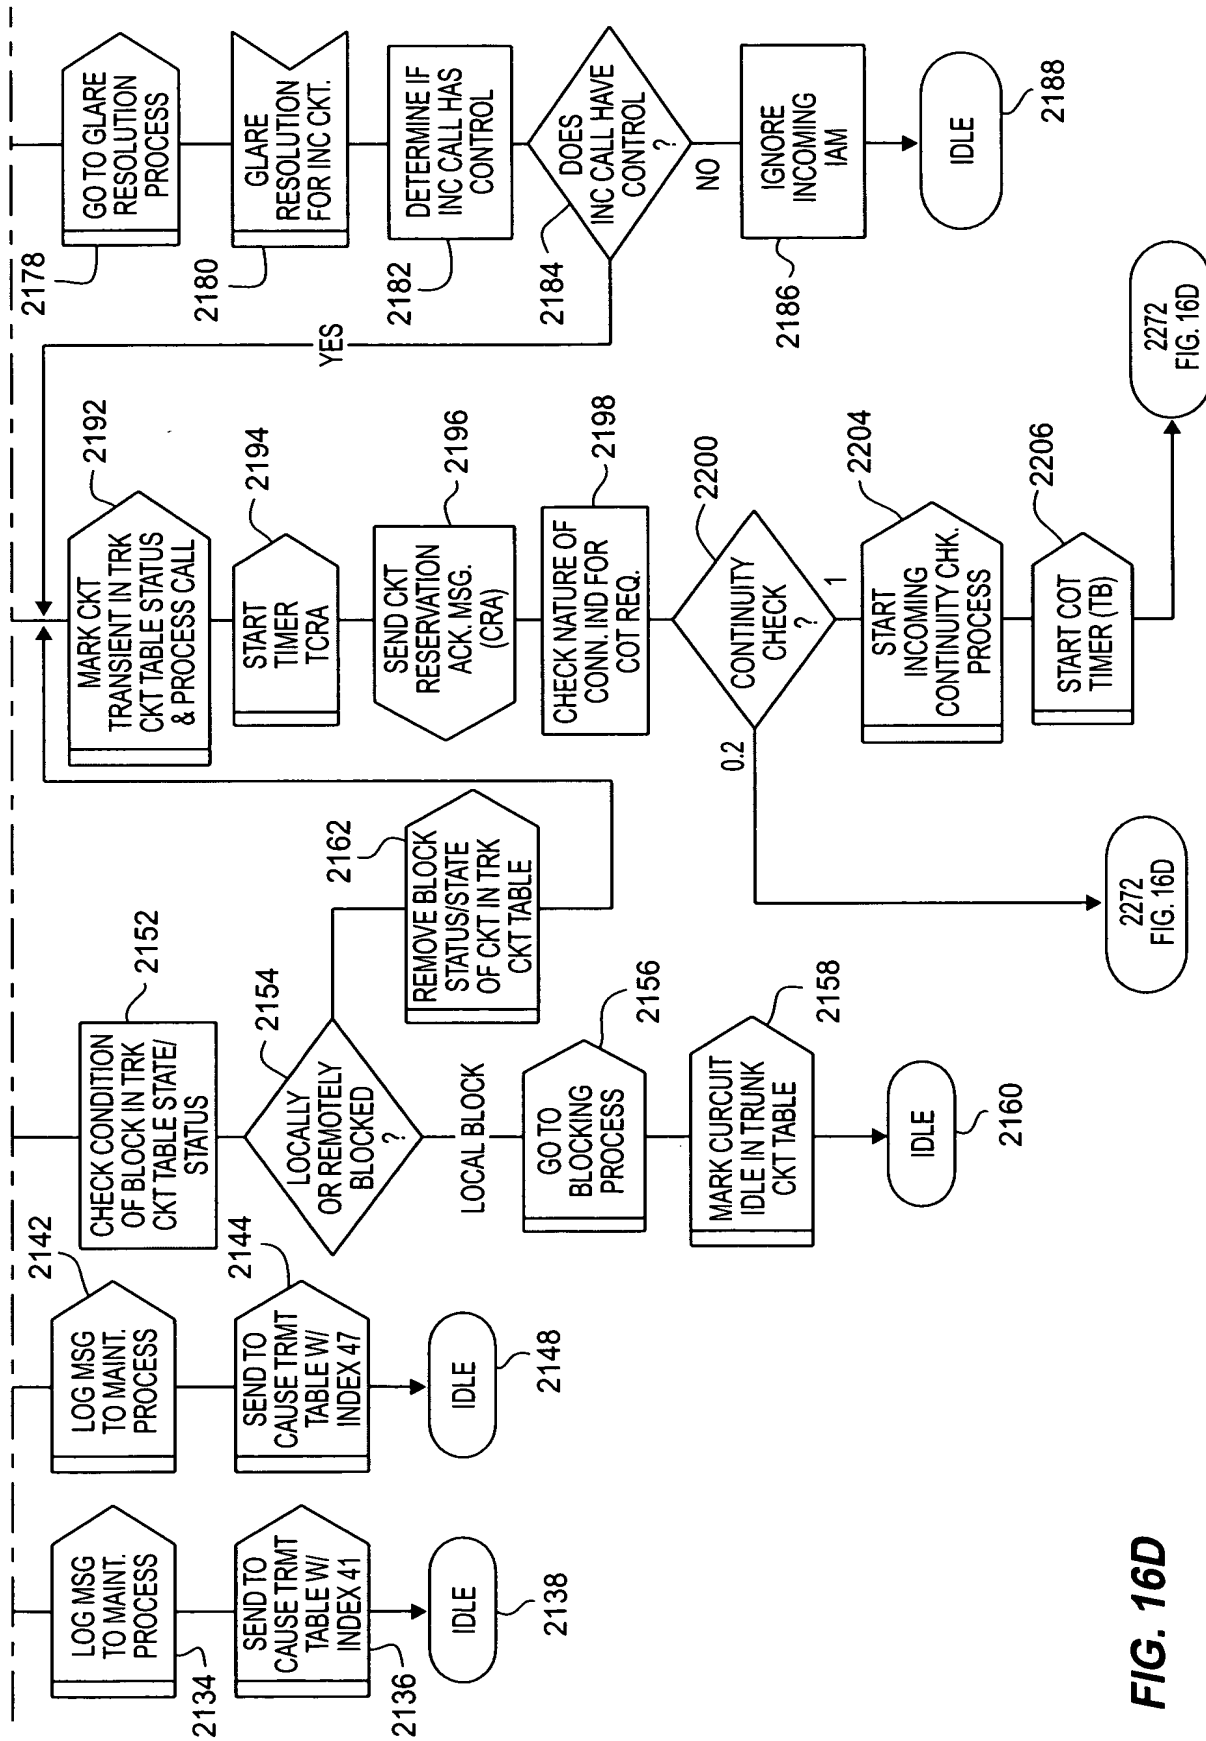 LOG MSG
TO MAINT.
PROCESS
2134
SEND TO
CAUSE TRMT
TABLE W/
INDEX 41
2136
IDLE
2138
LOG MSG
TO MAINT.
PROCESS
2142
SEND TO
CAUSE TRMT
TABLE W/
INDEX 47
2144
IDLE
2148
CHECK CONDITION
OF BLOCK IN TRK
CKT TABLE STATE/
STATUS
2152
LOCALLY
OR REMOTELY
BLOCKED
?
2154
LOCAL BLOCK
GO TO
BLOCKING
PROCESS
2156
MARK CURCUIT
IDLE IN TRUNK
CKT TABLE
2158
IDLE
2160
REMOVE BLOCK
STATUS/STATE
OF CKT IN TRK
CKT TABLE
2162
MARK CKT
TRANSIENT IN TRK
CKT TABLE STATUS
& PROCESS CALL
2192
START
TIMER
TCRA
2194
SEND CKT
RESERVATION
ACK. MSG.
(CRA)
2196
CHECK NATURE OF
CONN. IND FOR
COT REQ.
2198
CONTINUITY
CHECK
?
2200
0.2
1
2272
FIG. 16D
START
INCOMING
CONTINUITY CHK.
PROCESS
2204
START COT
TIMER (TB)
2206
2272
FIG. 16D
GO TO GLARE
RESOLUTION
PROCESS
2178
GLARE
RESOLUTION
FOR INC CKT.
2180
DETERMINE IF
INC CALL HAS
CONTROL
2182
DOES
INC CALL HAVE
CONTROL
?
2184
YES
NO
IGNORE
INCOMING
IAM
2186
IDLE
2188
FIG. 16D